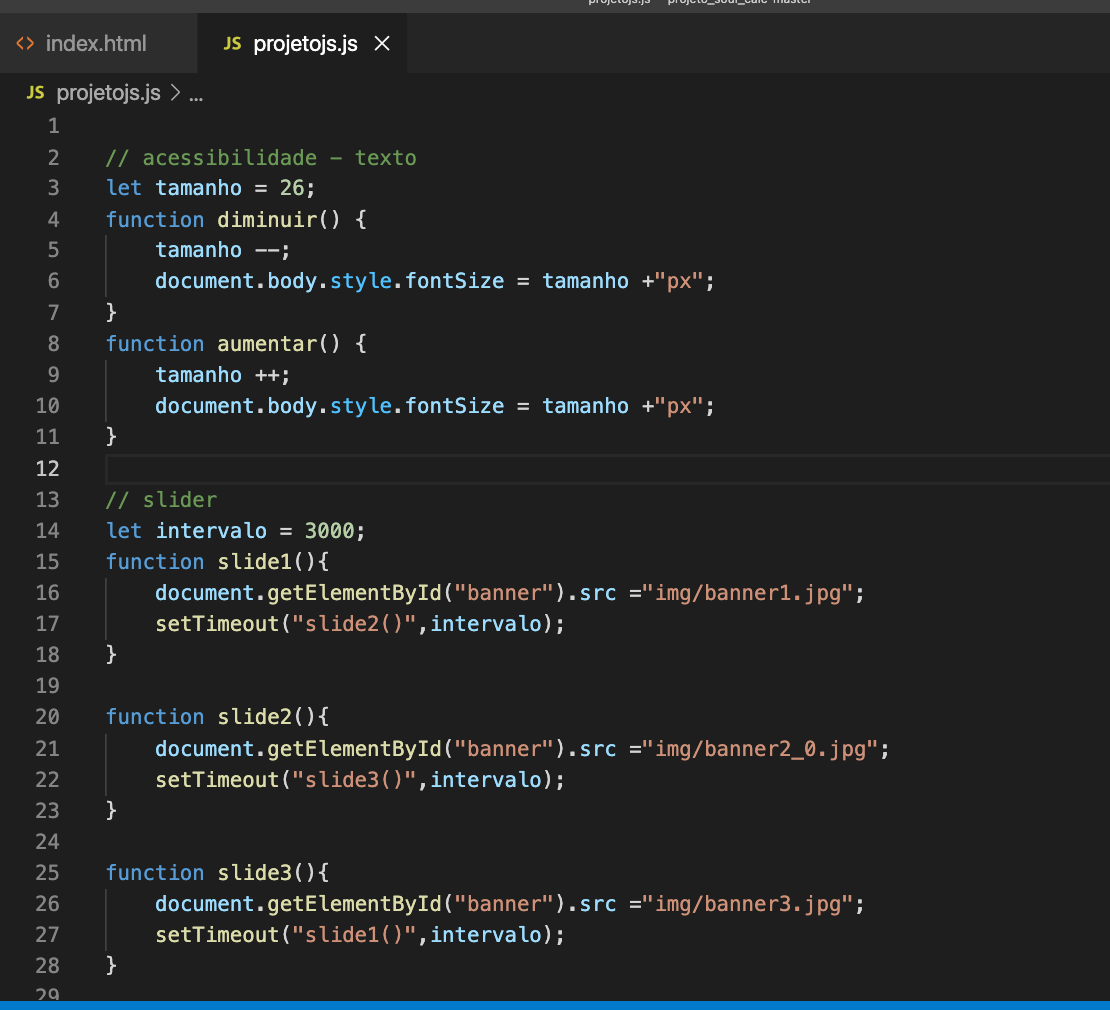 projetojs.js — projeto_soul_cafe-master
index.html
JS projetojs.js ×
JS projetojs.js > ...
1
2 // acessibilidade - texto
3 let tamanho = 26;
4 function diminuir() {
5     tamanho --;
6     document.body.style.fontSize = tamanho +"px";
7 }
8 function aumentar() {
9     tamanho ++;
10     document.body.style.fontSize = tamanho +"px";
11 }
12
13 // slider
14 let intervalo = 3000;
15 function slide1(){
16     document.getElementById("banner").src ="img/banner1.jpg";
17     setTimeout("slide2()",intervalo);
18 }
19
20 function slide2(){
21     document.getElementById("banner").src ="img/banner2_0.jpg";
22     setTimeout("slide3()",intervalo);
23 }
24
25 function slide3(){
26     document.getElementById("banner").src ="img/banner3.jpg";
27     setTimeout("slide1()",intervalo);
28 }
29